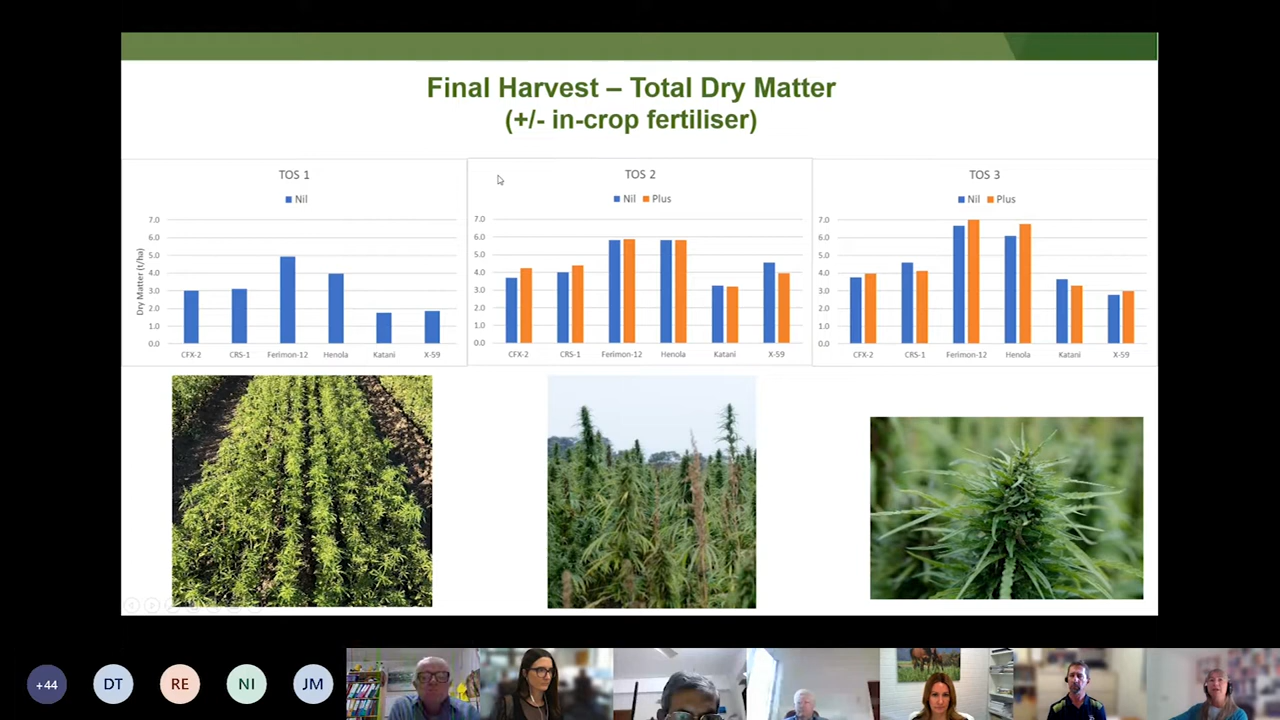 Final Harvest – Total Dry Matter
(+/- in-crop fertiliser)
TOS 1
Nil
Dry Matter (t/ha)
7.0
6.0
5.0
4.0
3.0
2.0
1.0
0.0
CFX-2 CRS-1 Ferimon-12 Henola Katani X-59
TOS 2
Nil Plus
7.0
6.0
5.0
4.0
3.0
2.0
1.0
0.0
CFX-2 CRS-1 Ferimon-12 Henola Katani X-59
TOS 3
Nil Plus
7.0
6.0
5.0
4.0
3.0
2.0
1.0
0.0
CFX-2 CRS-1 Ferimon-12 Henola Katani X-59
+44 DT RE NI JM